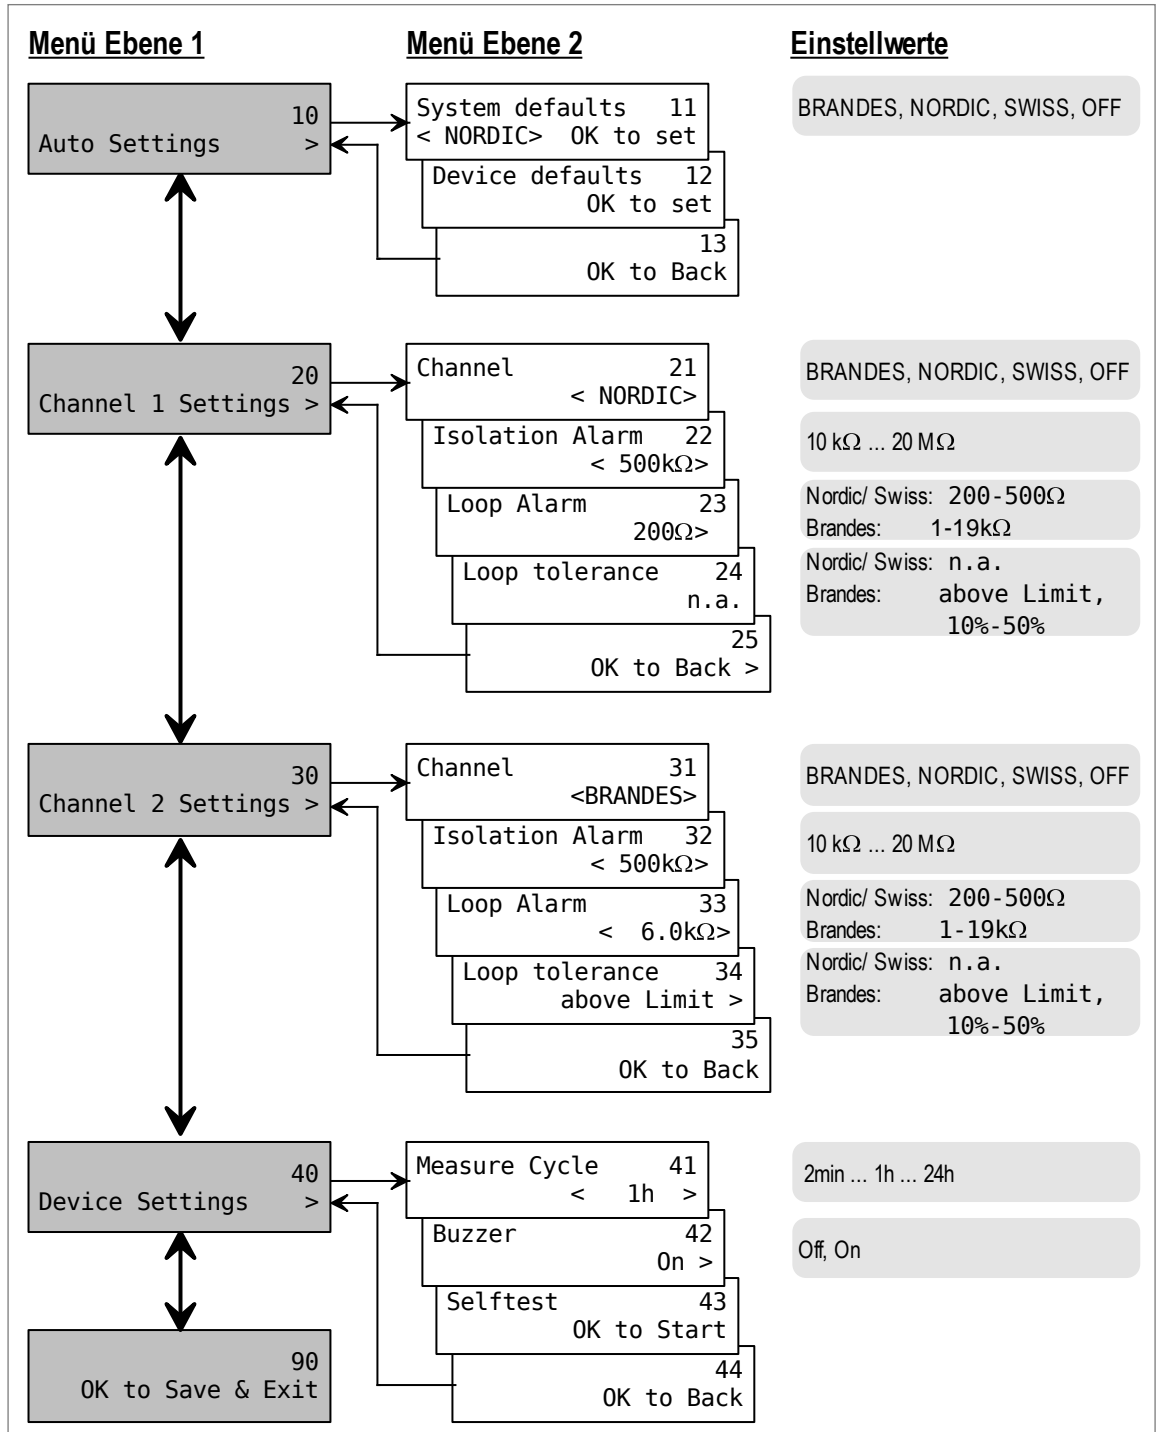 Menü Ebene 1
Menü Ebene 2
Einstellwerte
10
Auto Settings >
System defaults 11
< NORDIC> OK to set
Device defaults 12
OK to set
13
OK to Back
BRANDES, NORDIC, SWISS, OFF
20
Channel 1 Settings >
Channel 21
< NORDIC>
Isolation Alarm 22
< 500kΩ>
Loop Alarm 23
200Ω>
Loop tolerance 24
n.a.
25
OK to Back >
BRANDES, NORDIC, SWISS, OFF
10 kΩ ... 20 MΩ
Nordic/ Swiss: 200-500Ω
Brandes: 1-19kΩ
Nordic/ Swiss: n.a.
Brandes: above Limit,
10%-50%
30
Channel 2 Settings >
Channel 31
<BRANDES>
Isolation Alarm 32
< 500kΩ>
Loop Alarm 33
< 6.0kΩ>
Loop tolerance 34
above Limit >
35
OK to Back
BRANDES, NORDIC, SWISS, OFF
10 kΩ ... 20 MΩ
Nordic/ Swiss: 200-500Ω
Brandes: 1-19kΩ
Nordic/ Swiss: n.a.
Brandes: above Limit,
10%-50%
40
Device Settings >
Measure Cycle 41
< 1h >
Buzzer 42
On >
Selftest 43
OK to Start
44
OK to Back
2min ... 1h ... 24h
Off, On
90
OK to Save & Exit